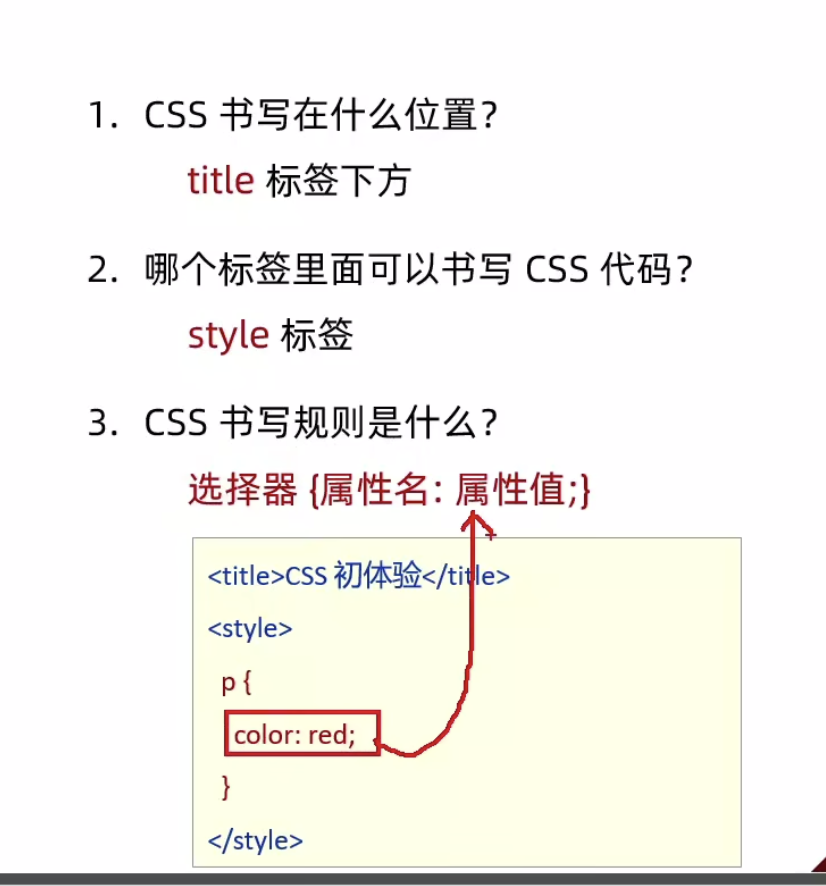 1. CSS 书写在什么位置？
title 标签下方
2. 哪个标签里面可以书写 CSS 代码？
style 标签
3. CSS 书写规则是什么？
选择器 {属性名: 属性值;}
<title>CSS 初体验</title>
<style>
p {
color: red;
}
</style>